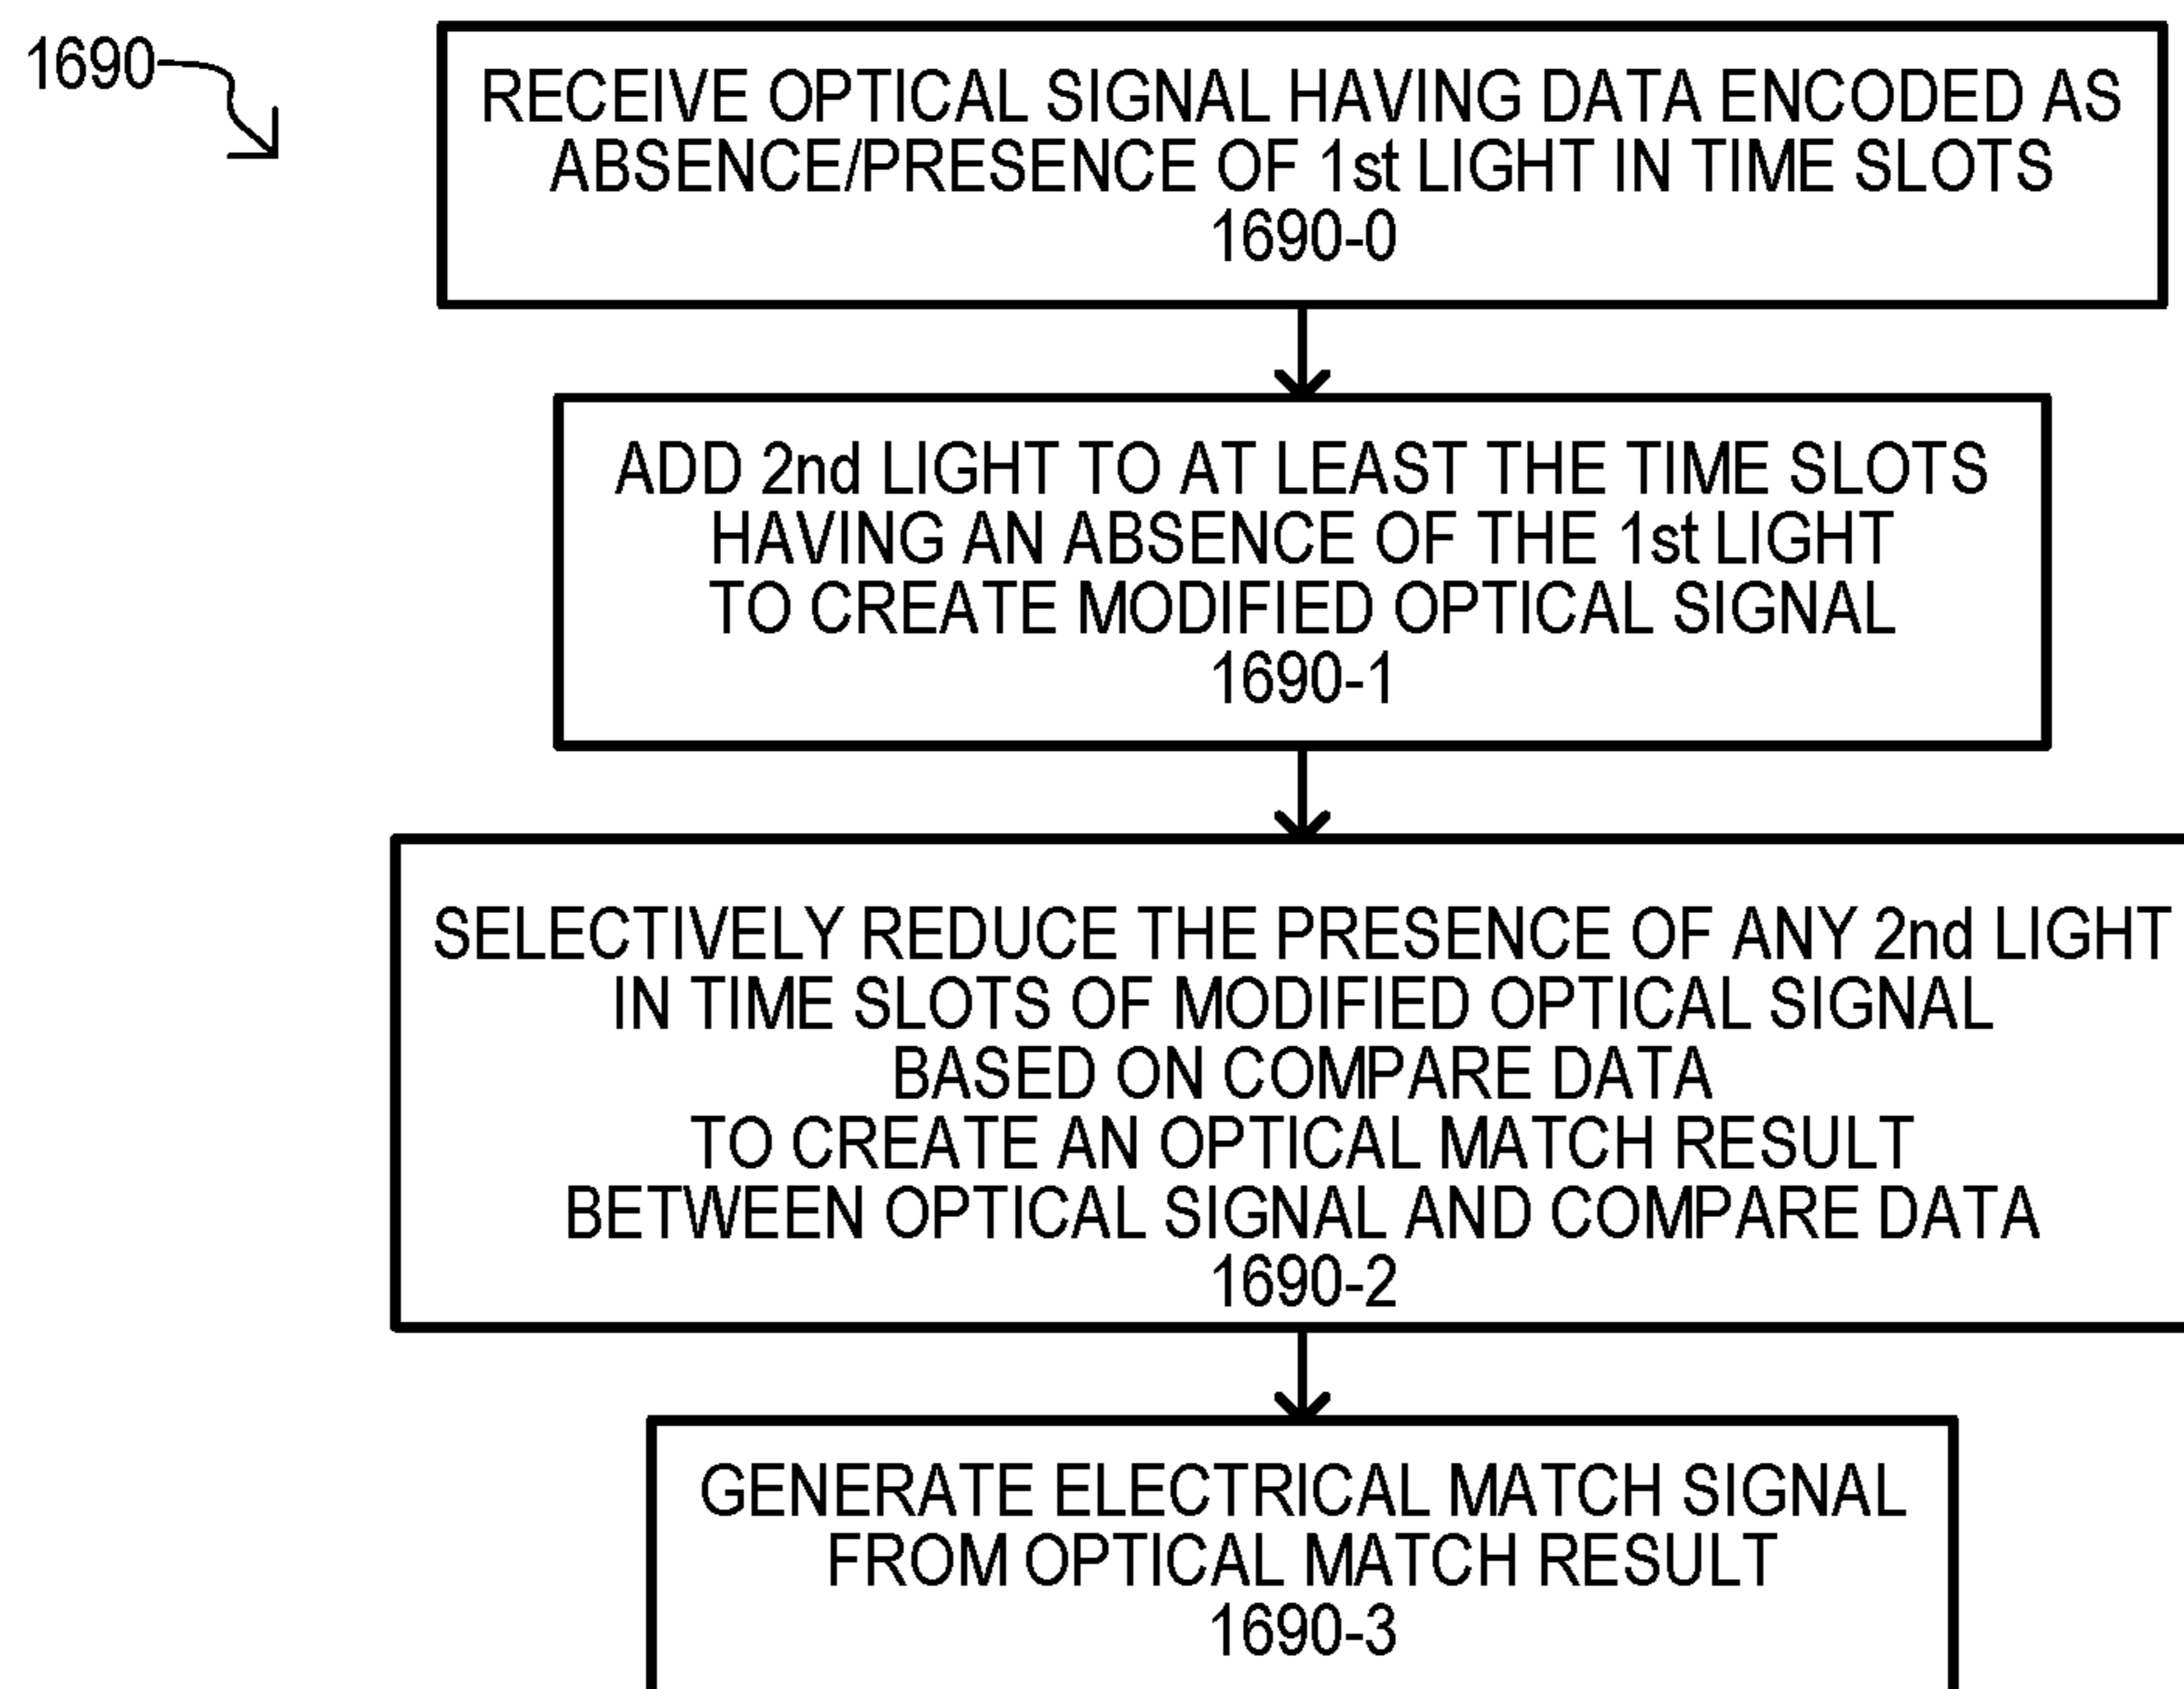 1690
RECEIVE OPTICAL SIGNAL HAVING DATA ENCODED AS
ABSENCE/PRESENCE OF 1st LIGHT IN TIME SLOTS
1690-0
ADD 2nd LIGHT TO AT LEAST THE TIME SLOTS
HAVING AN ABSENCE OF THE 1st LIGHT
TO CREATE MODIFIED OPTICAL SIGNAL
1690-1
SELECTIVELY REDUCE THE PRESENCE OF ANY 2nd LIGHT
IN TIME SLOTS OF MODIFIED OPTICAL SIGNAL
BASED ON COMPARE DATA
TO CREATE AN OPTICAL MATCH RESULT
BETWEEN OPTICAL SIGNAL AND COMPARE DATA
1690-2
GENERATE ELECTRICAL MATCH SIGNAL
FROM OPTICAL MATCH RESULT
1690-3